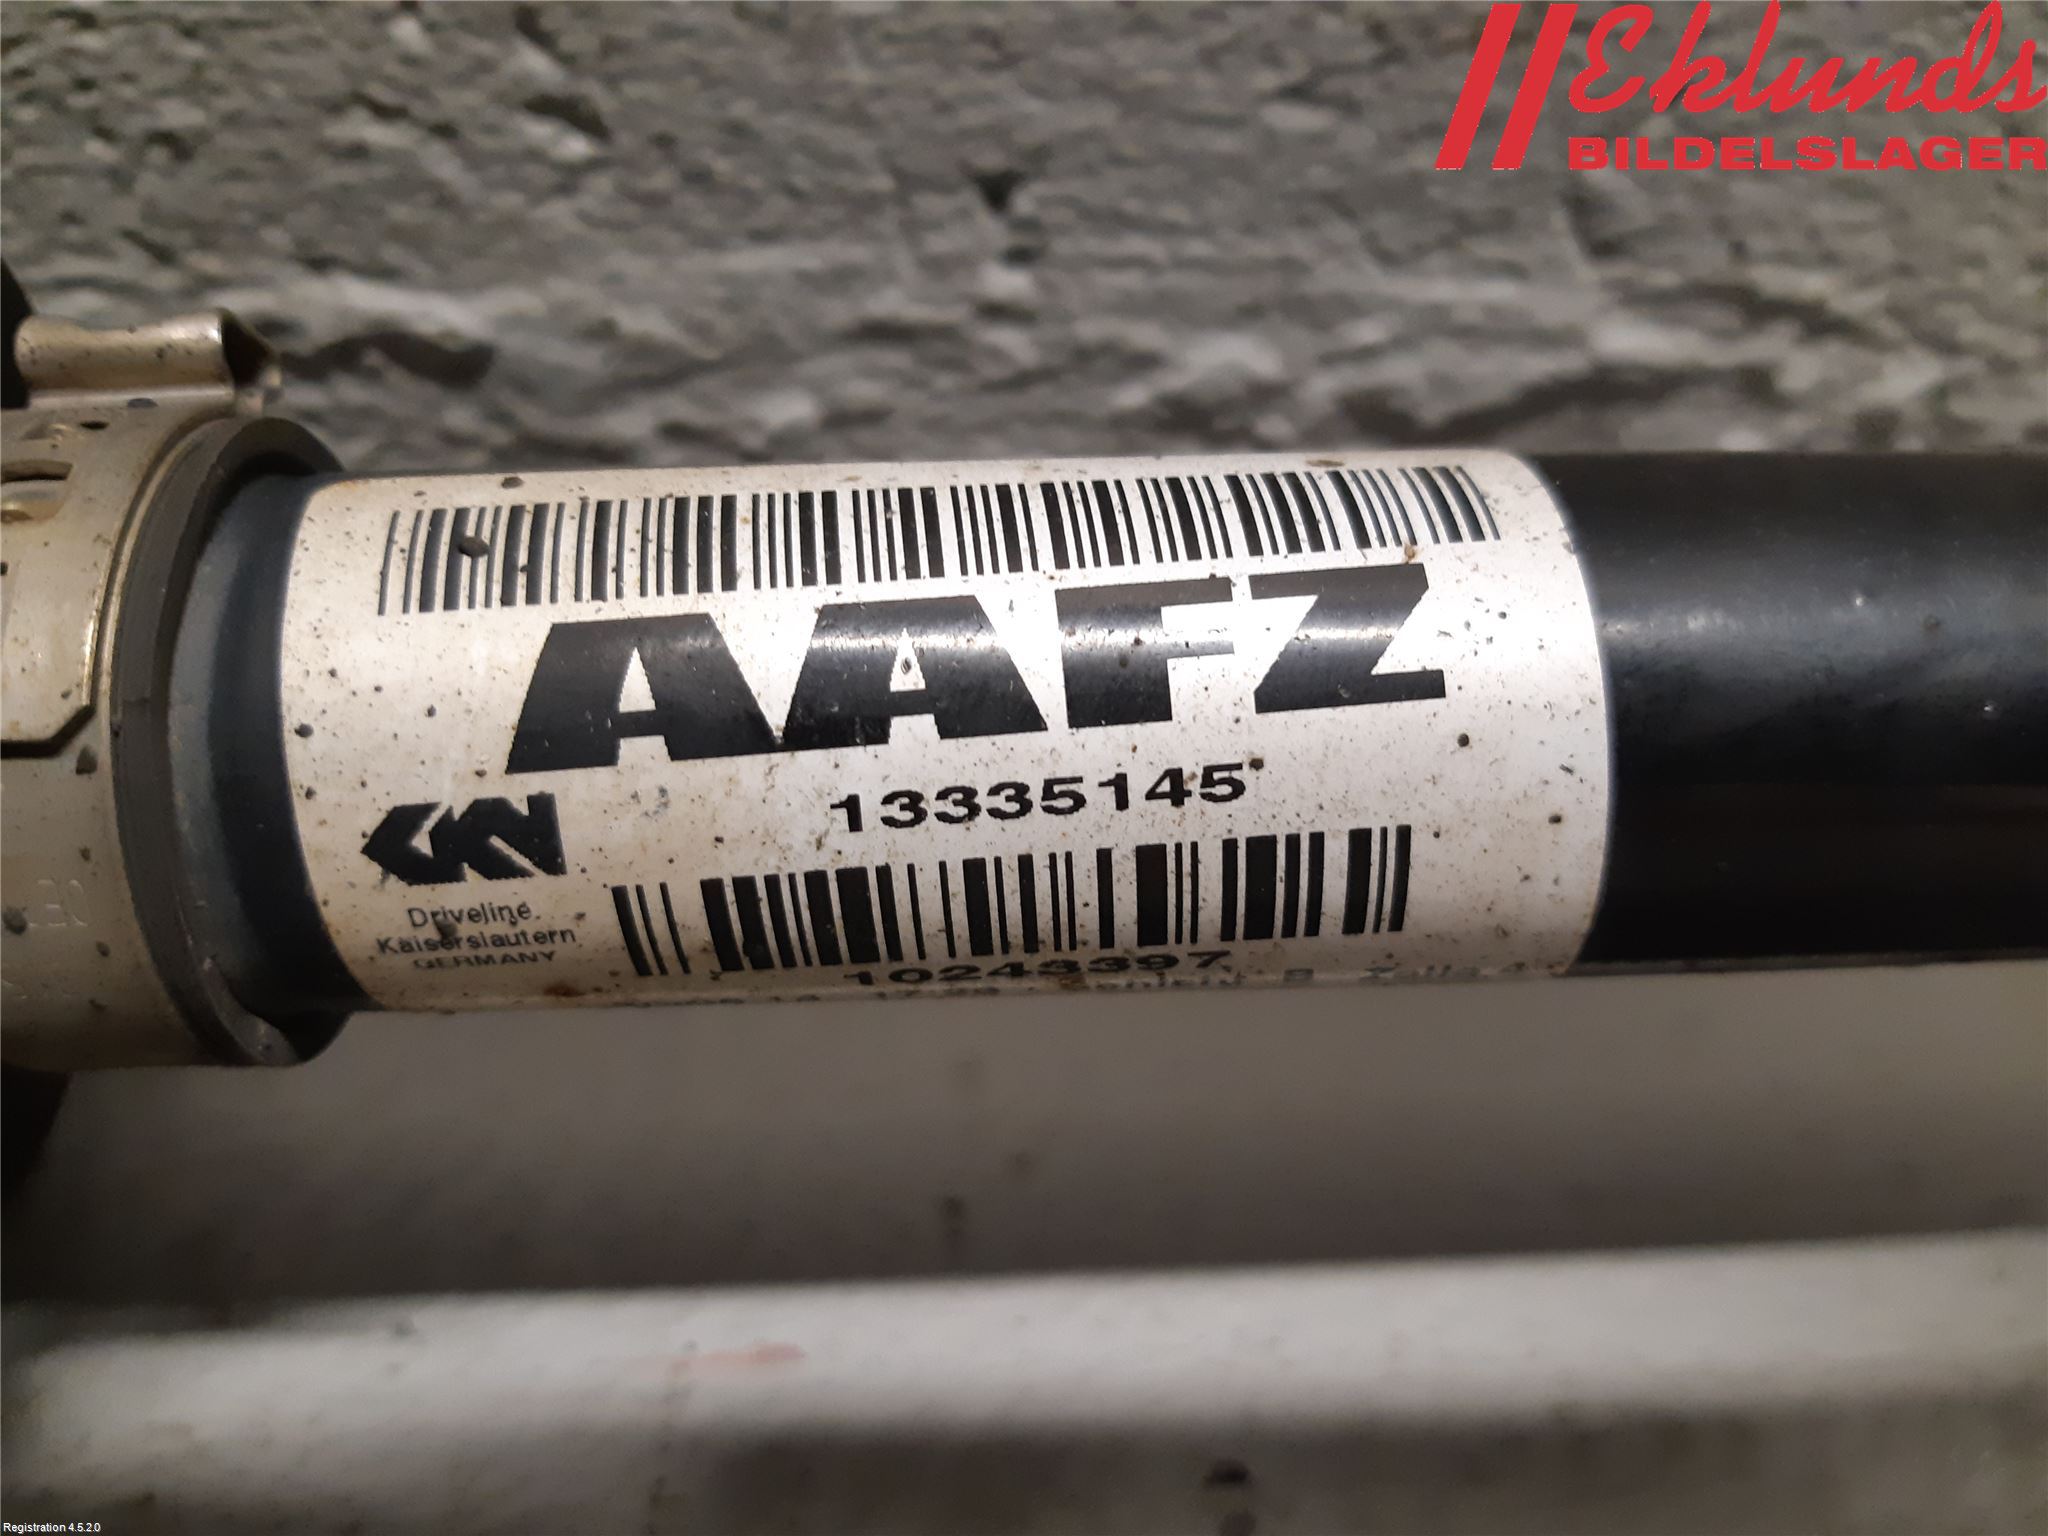 Eklunds
BILDELSLAGER
AAFZ
13335145
GKN
Driveline
Kaiserslautern
GERMANY
10243397
Registration 4.5.2.0